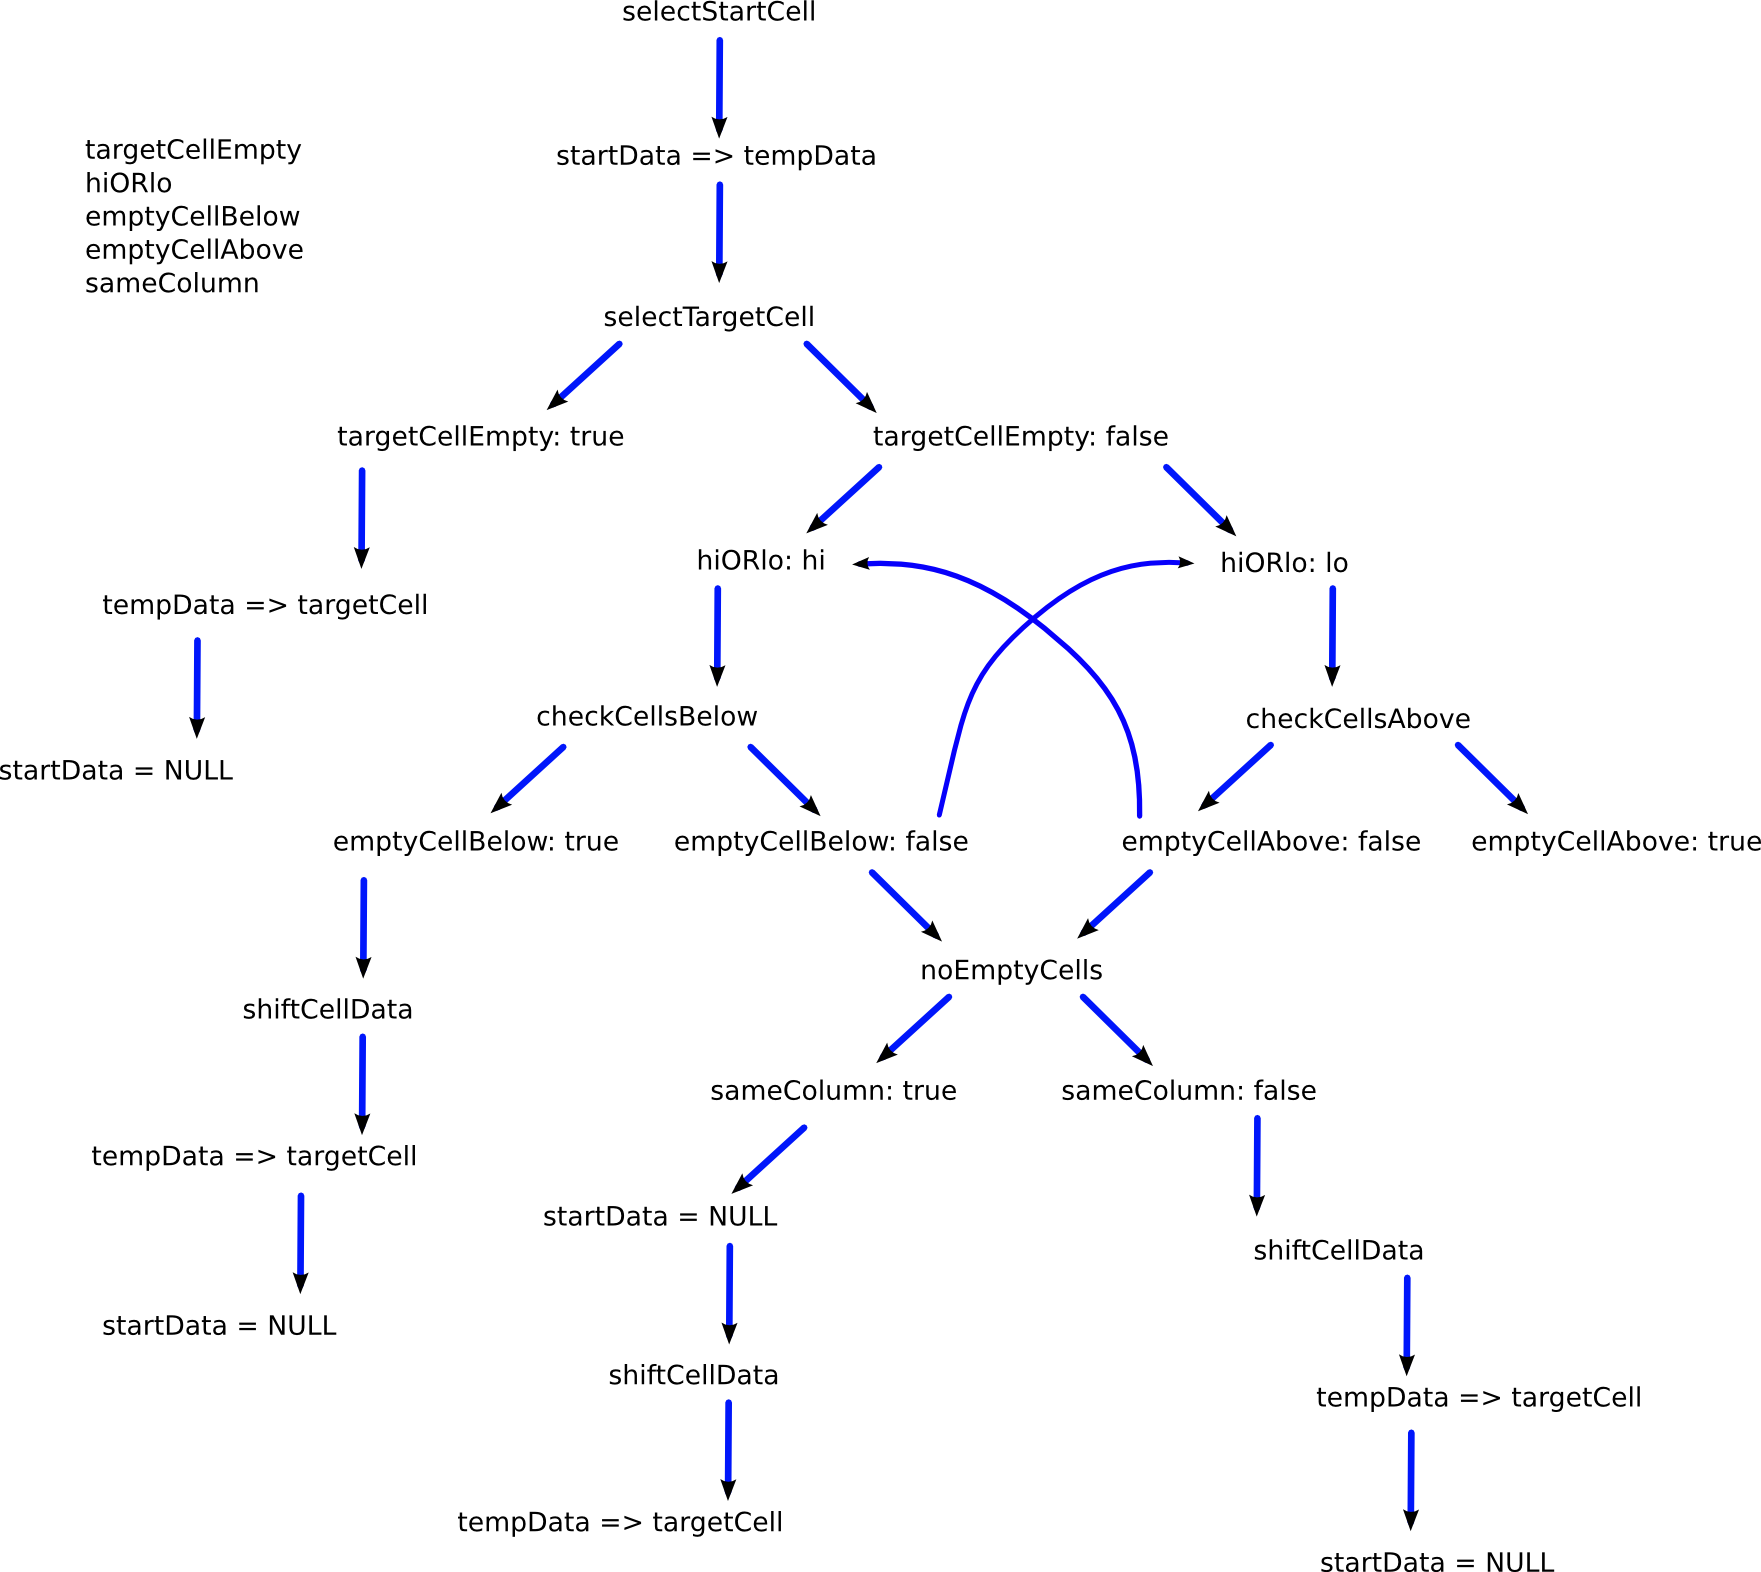 selectStartCell
targetCellEmpty
hiORlo
emptyCellBelow
emptyCellAbove
sameColumn
startData => tempData
selectTargetCell
targetCellEmpty: true
targetCellEmpty: false
hiORlo: hi
hiORlo: lo
tempData => targetCell
checkCellsBelow
checkCellsAbove
startData = NULL
emptyCellBelow: true
emptyCellBelow: false
emptyCellAbove: false
emptyCellAbove: true
noEmptyCells
shiftCellData
sameColumn: true
sameColumn: false
tempData => targetCell
startData = NULL
shiftCellData
startData = NULL
shiftCellData
tempData => targetCell
tempData => targetCell
startData = NULL